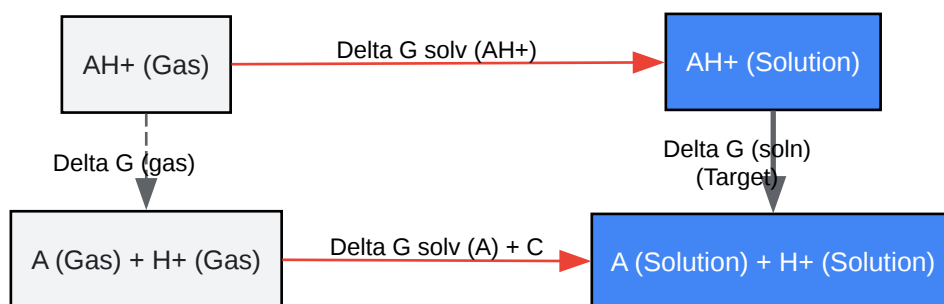 Delta G solv (AH+)
AH+ (Gas)
AH+ (Solution)
Delta G (gas)
Delta G (soln)
(Target)
Delta G solv (A) + C
A (Gas) + H+ (Gas)
A (Solution) + H+ (Solution)